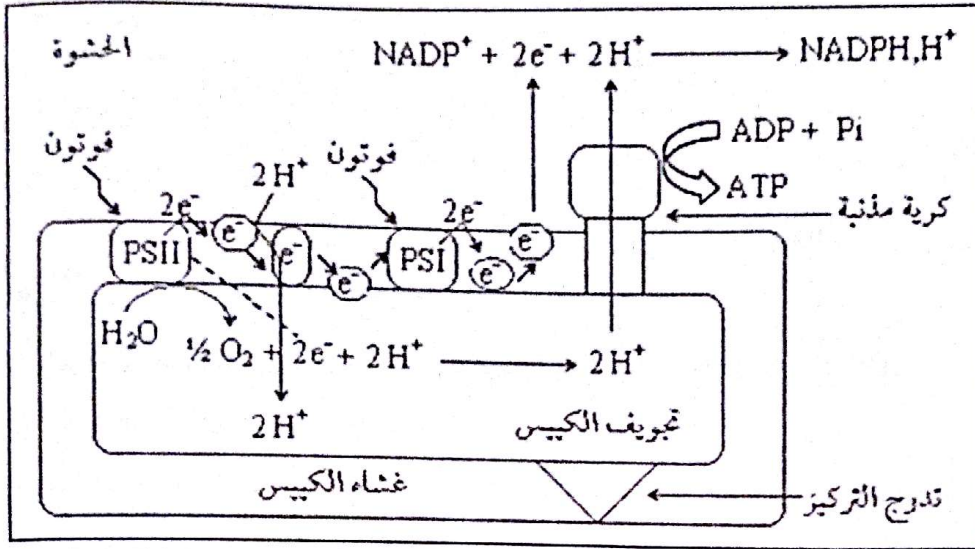 الحشوة
NADP⁺ + 2e⁻ + 2H⁺ → NADPH,H⁺
فوتون
2H⁺
فوتون
ADP + Pi
ATP
كرية مذنبة
2e⁻
e⁻
e⁻
e⁻
2e⁻
e⁻
e⁻
PSII
PSI
H₂O
½ O₂ + 2e⁻ + 2H⁺ → 2H⁺
2H⁺
تجويف الكييس
غشاء الكييس
تدرج التركيز